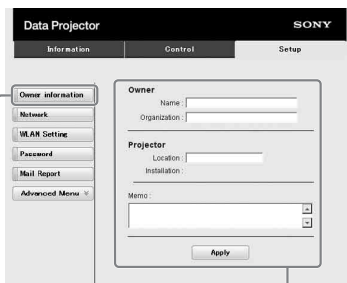 Data Projector
SONY
Information
Control
Setup
Owner information
Network
WLAN Setting
Password
Mail Report
Advanced Menu
Owner
Name :
Organization :
Projector
Location :
Installation :
Memo :
Apply